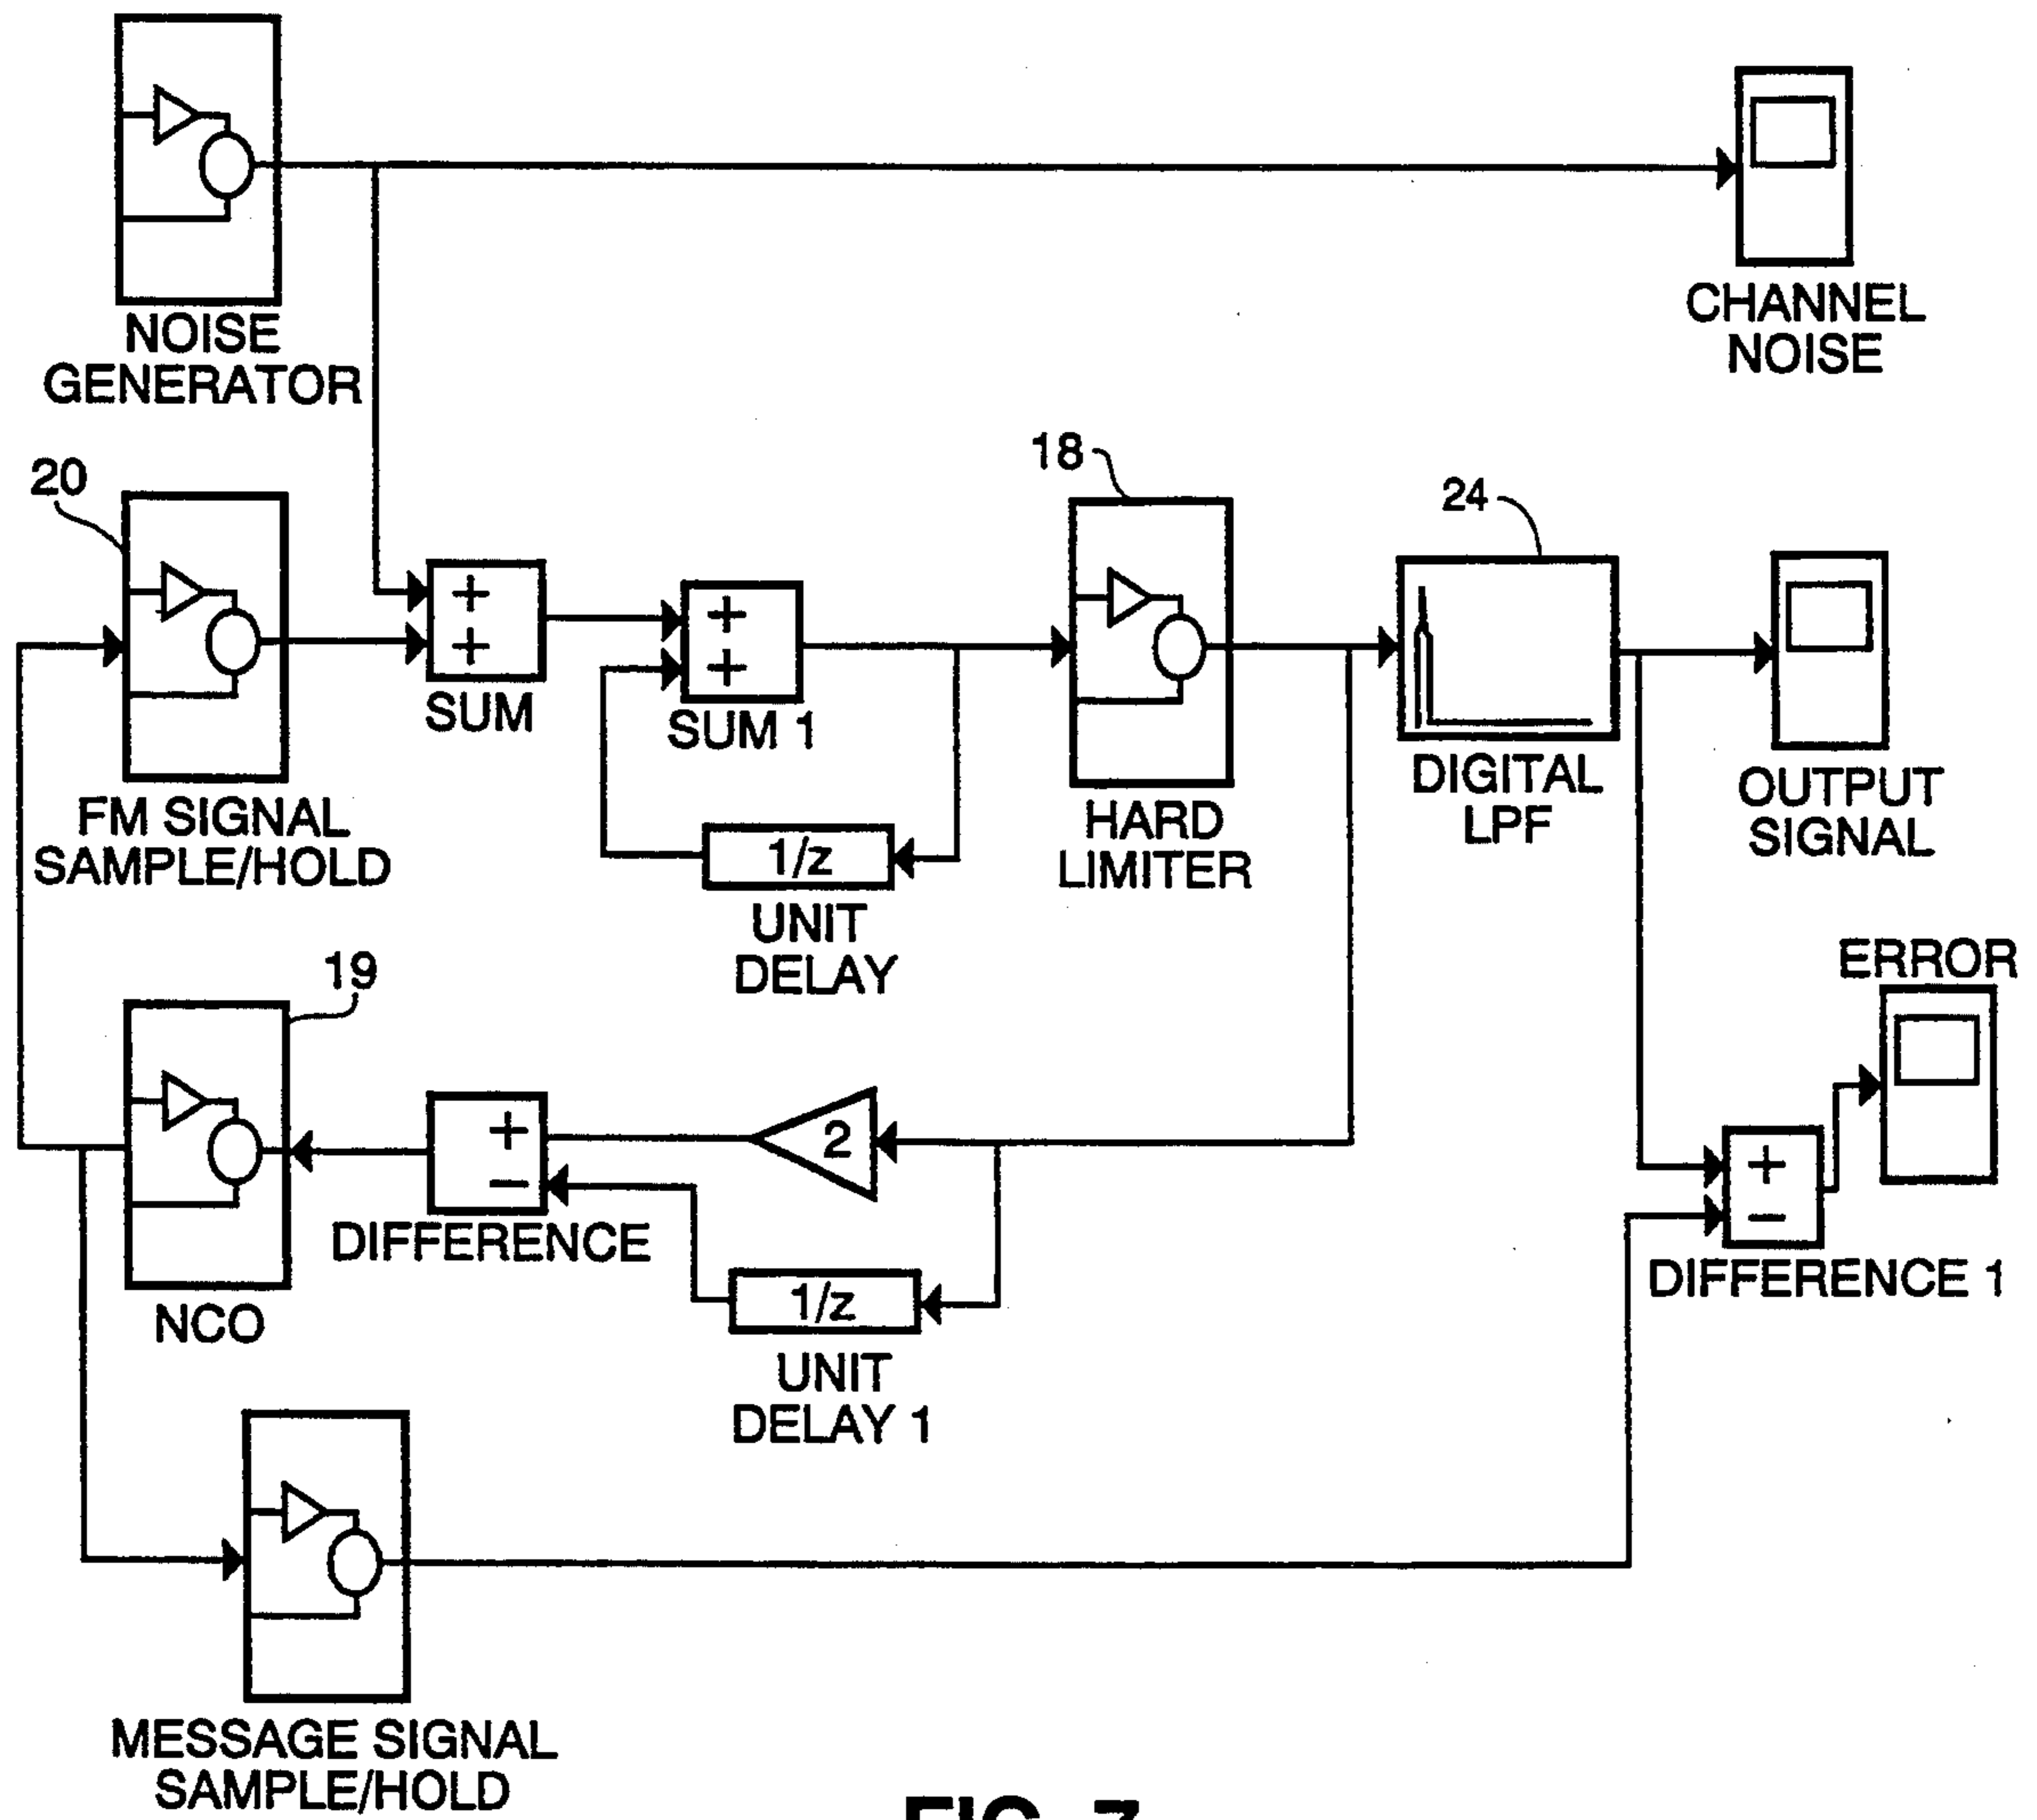 NOISE
GENERATOR
CHANNEL
NOISE
20
18
24
+
+
SUM
+
+
SUM 1
FM SIGNAL
SAMPLE/HOLD
HARD
LIMITER
DIGITAL
LPF
OUTPUT
SIGNAL
1/z
UNIT
DELAY
19
ERROR
+
−
DIFFERENCE
2
+
−
DIFFERENCE 1
NCO
1/z
UNIT
DELAY 1
MESSAGE SIGNAL
SAMPLE/HOLD
FIG. 7